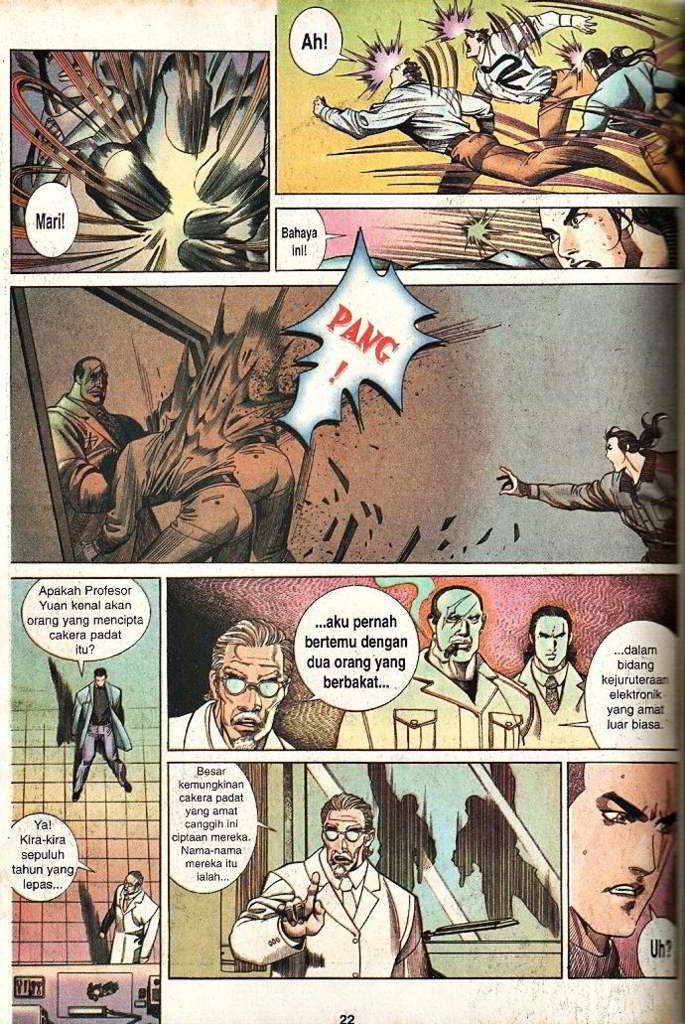 Ah!
Mari!
Bahaya
ini!
PANG
!
Apakah Profesor
Yuan kenal akan
orang yang mencipta
cakera padat
itu?
Ya!
Kira-kira
sepuluh
tahun yang
lepas...
...aku pernah
bertemu dengan
dua orang yang
berbakat...
...dalam
bidang
kejuruteraan
elektronik
yang amat
luar biasa.
Besar
kemungkinan
cakera padat
yang amat
canggih ini
ciptaan mereka.
Nama-nama
mereka itu
ialah...
Uh?
22